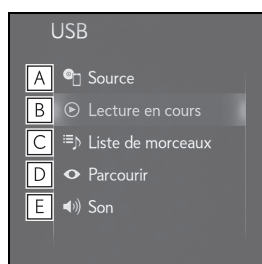 USB
A Source
B Lecture en cours
C Liste de morceaux
D Parcourir
E Son